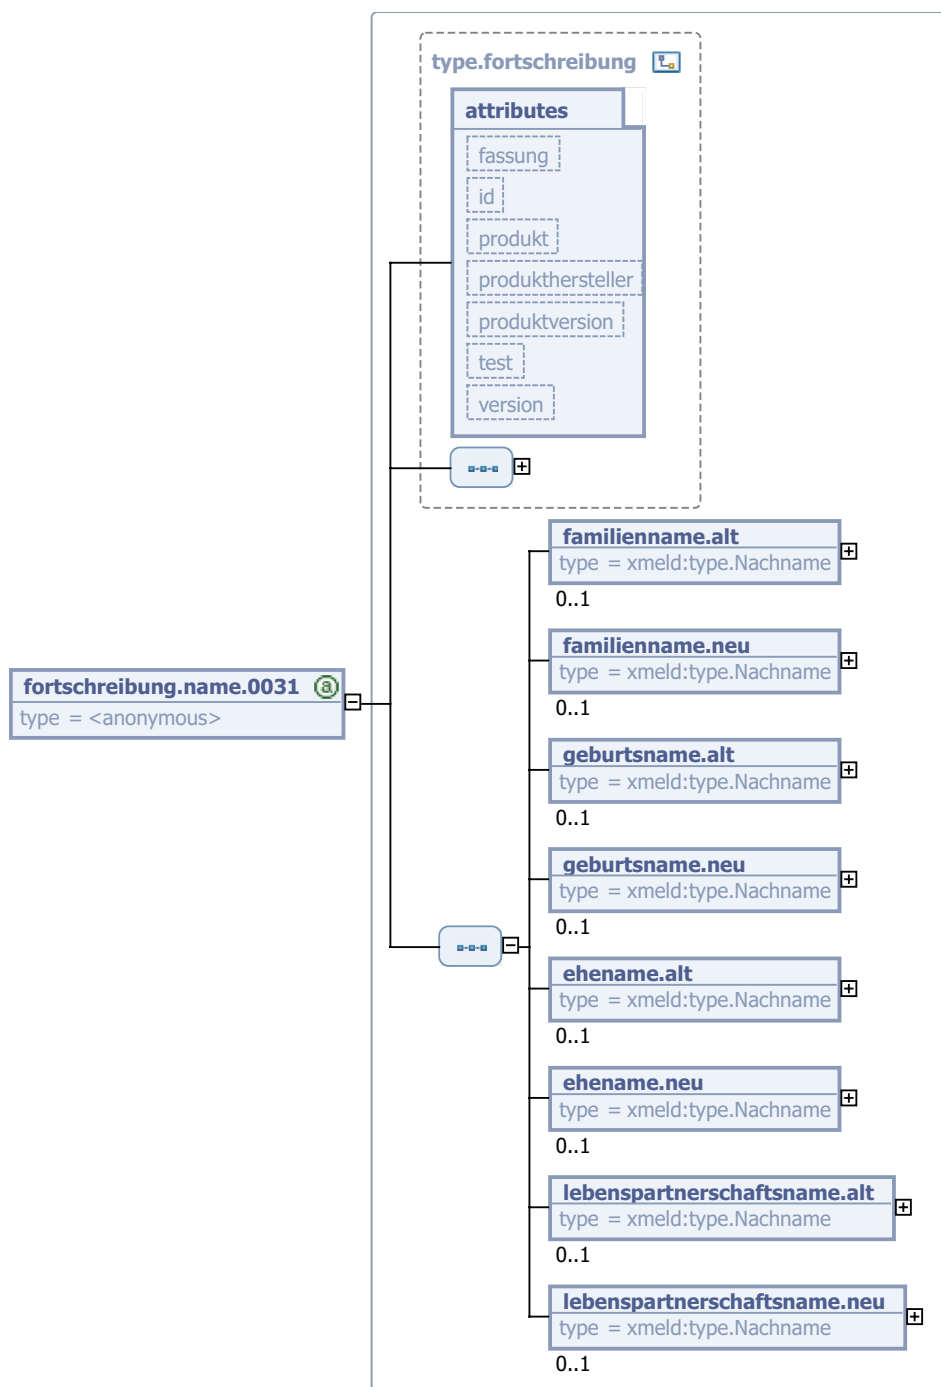 type.fortschreibung
attributes
fassung
id
produkt
produkthersteller
produktversion
test
version
familienname.alt
type = xmeld:type.Nachname
0..1
familienname.neu
type = xmeld:type.Nachname
0..1
fortschreibung.name.0031 a
type = <anonymous>
geburtsname.alt
type = xmeld:type.Nachname
0..1
geburtsname.neu
type = xmeld:type.Nachname
0..1
ehename.alt
type = xmeld:type.Nachname
0..1
ehename.neu
type = xmeld:type.Nachname
0..1
lebenspartnerschaftsname.alt
type = xmeld:type.Nachname
0..1
lebenspartnerschaftsname.neu
type = xmeld:type.Nachname
0..1